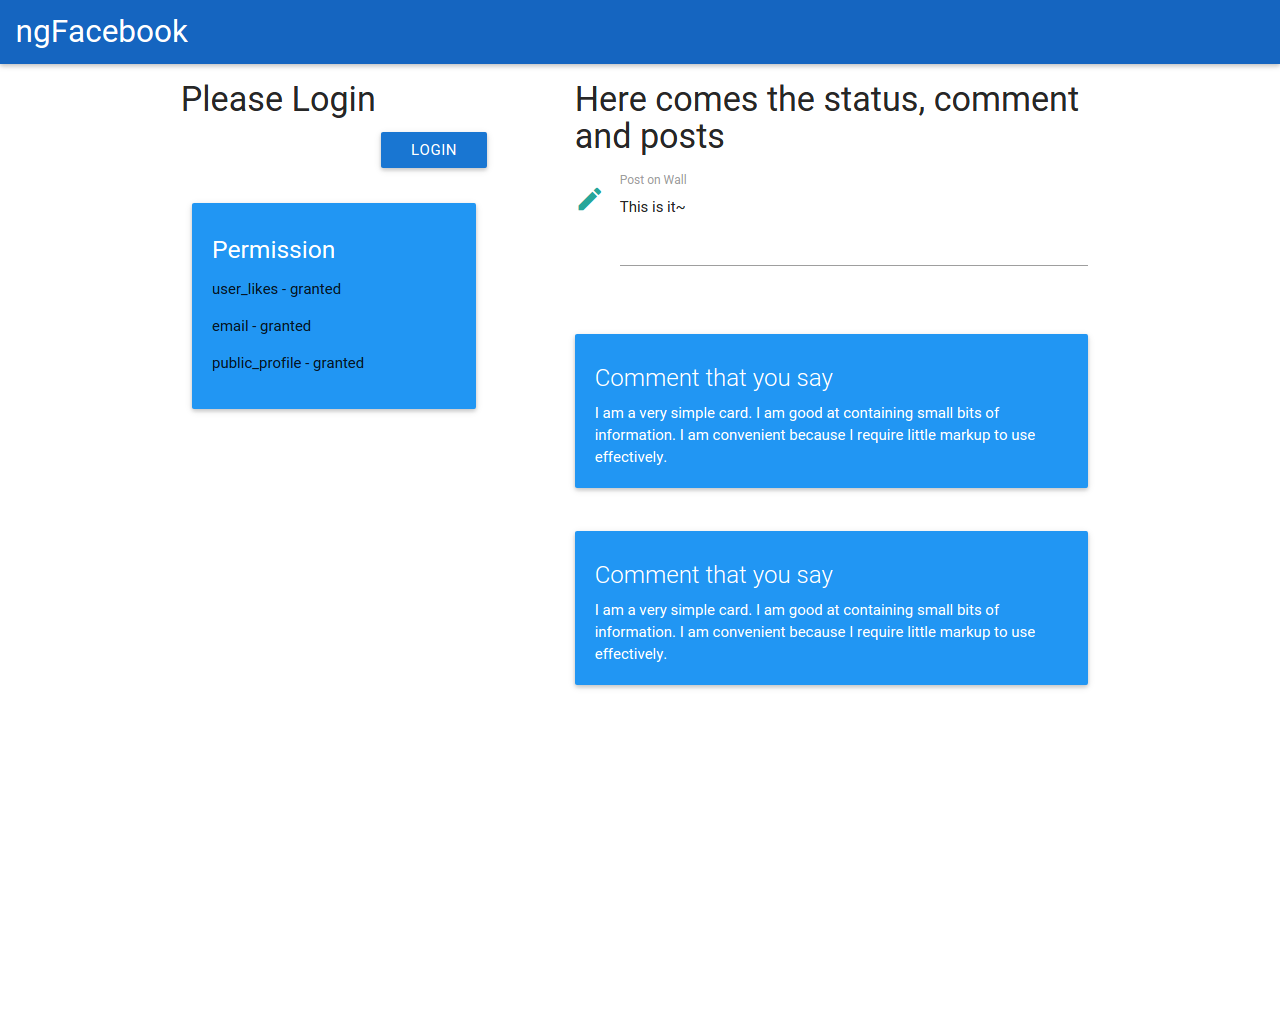 ngFacebook
Please Login
LOGIN
Permission
user_likes - granted
email - granted
public_profile - granted
Here comes the status, comment
and posts
Post on Wall
This is it~
Comment that you say
I am a very simple card. I am good at containing small bits of
information. I am convenient because I require little markup to use
effectively.
Comment that you say
I am a very simple card. I am good at containing small bits of
information. I am convenient because I require little markup to use
effectively.